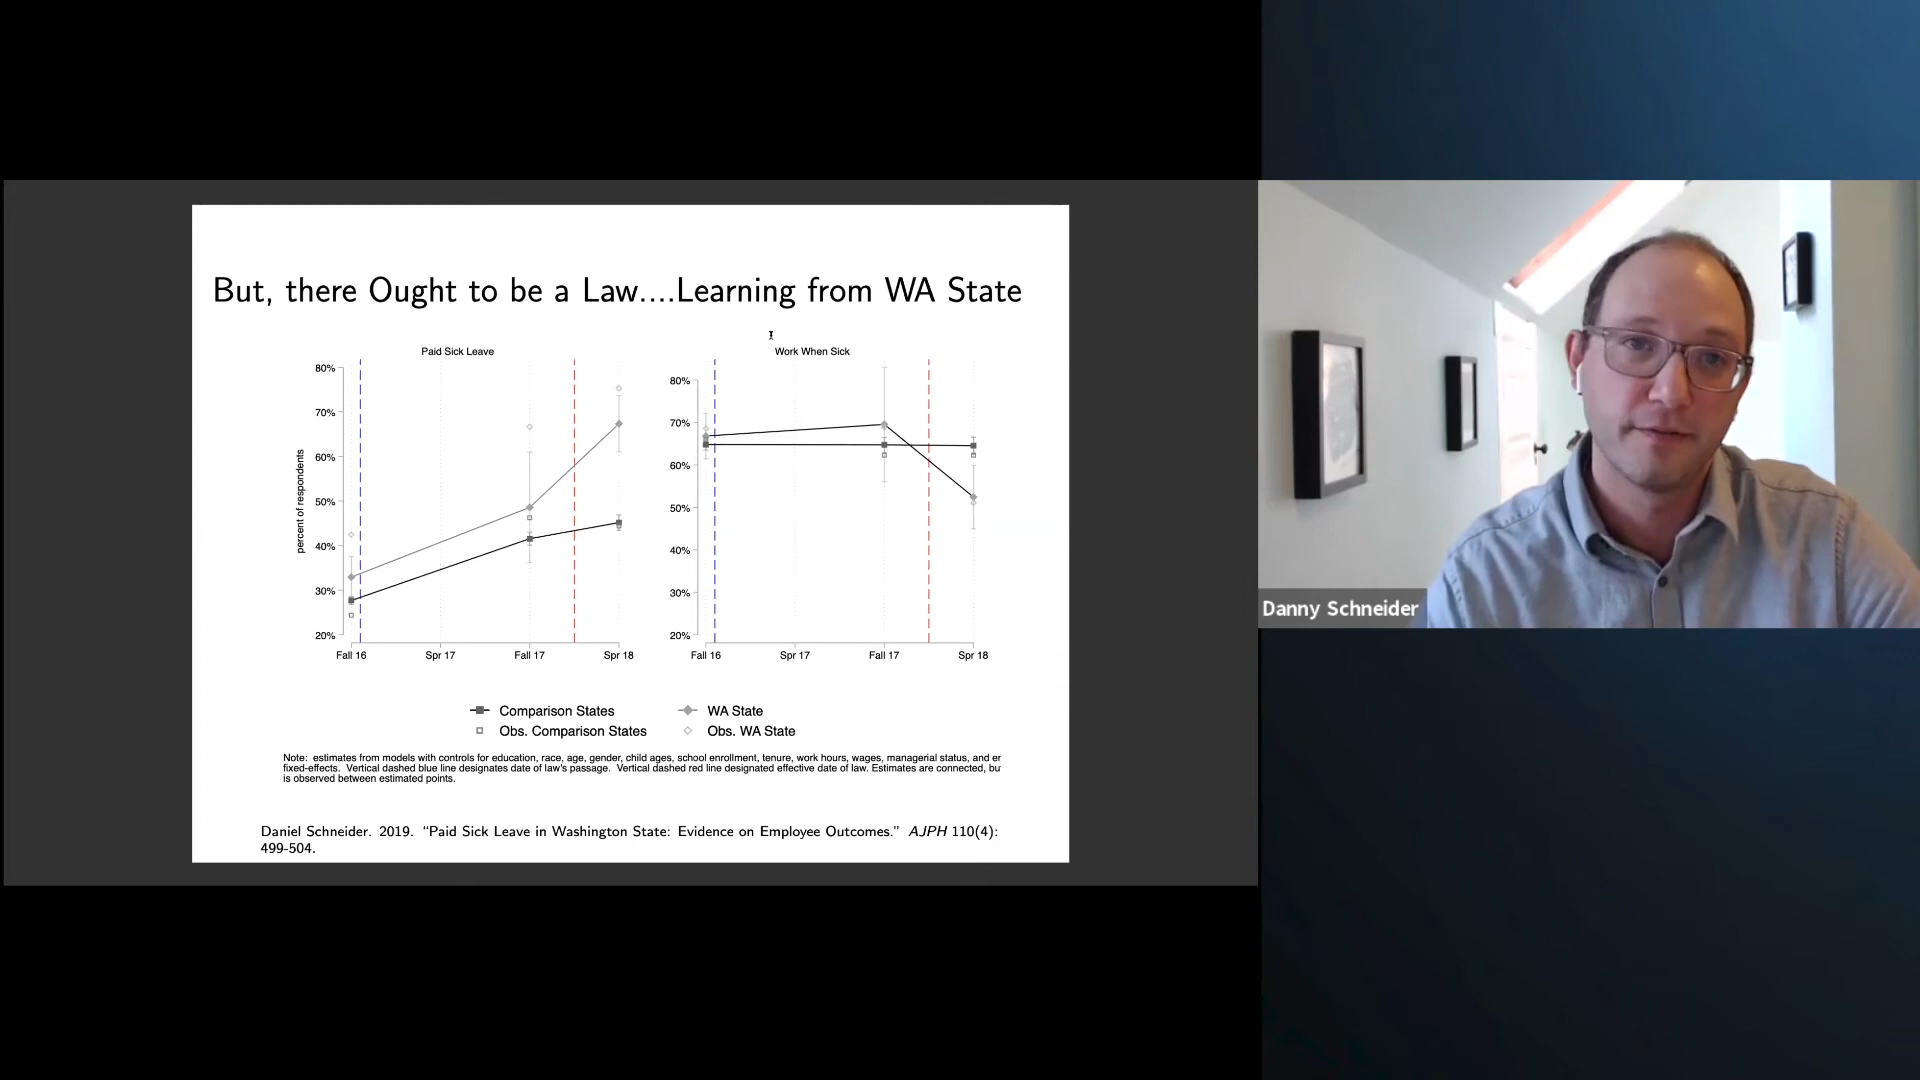 But, there Ought to be a Law....Learning from WA State
Paid Sick Leave
Work When Sick
percent of respondents
80%
70%
60%
50%
40%
30%
20%
Fall 16
Spr 17
Fall 17
Spr 18
80%
70%
60%
50%
40%
30%
20%
Fall 16
Spr 17
Fall 17
Spr 18
Comparison States
WA State
Obs. Comparison States
Obs. WA State
Note: estimates from models with controls for education, race, age, gender, child ages, school enrollment, tenure, work hours, wages, managerial status, and er
fixed-effects. Vertical dashed blue line designates date of law's passage. Vertical dashed red line designated effective date of law. Estimates are connected, bu
is observed between estimated points.
Daniel Schneider. 2019. “Paid Sick Leave in Washington State: Evidence on Employee Outcomes.” AJPH 110(4):
499-504.
Danny Schneider